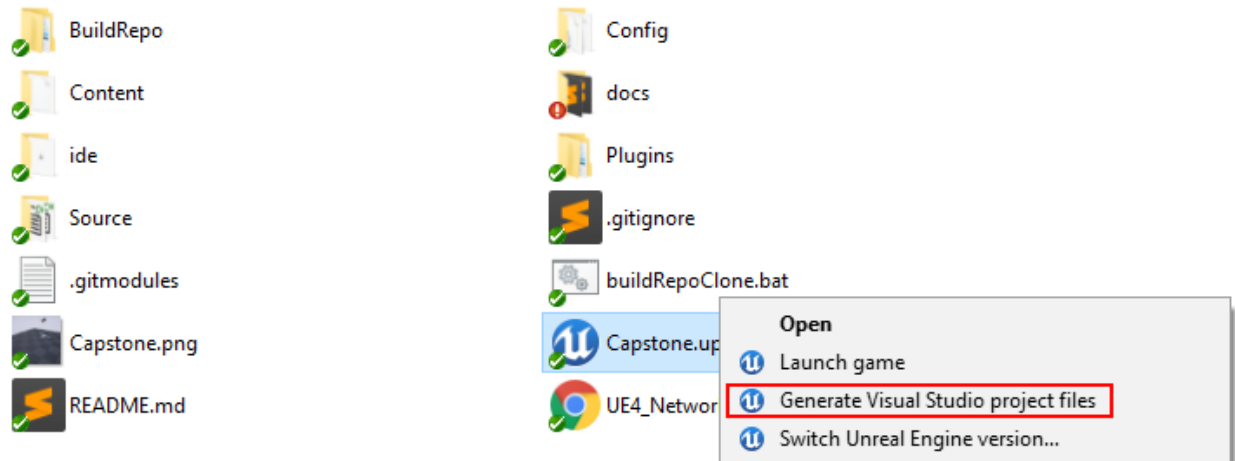 BuildRepo
Config
Content
docs
ide
Plugins
Source
.gitignore
.gitmodules
buildRepoClone.bat
Capstone.png
Capstone.up
README.md
UE4_Networ
Open
Launch game
Generate Visual Studio project files
Switch Unreal Engine version...